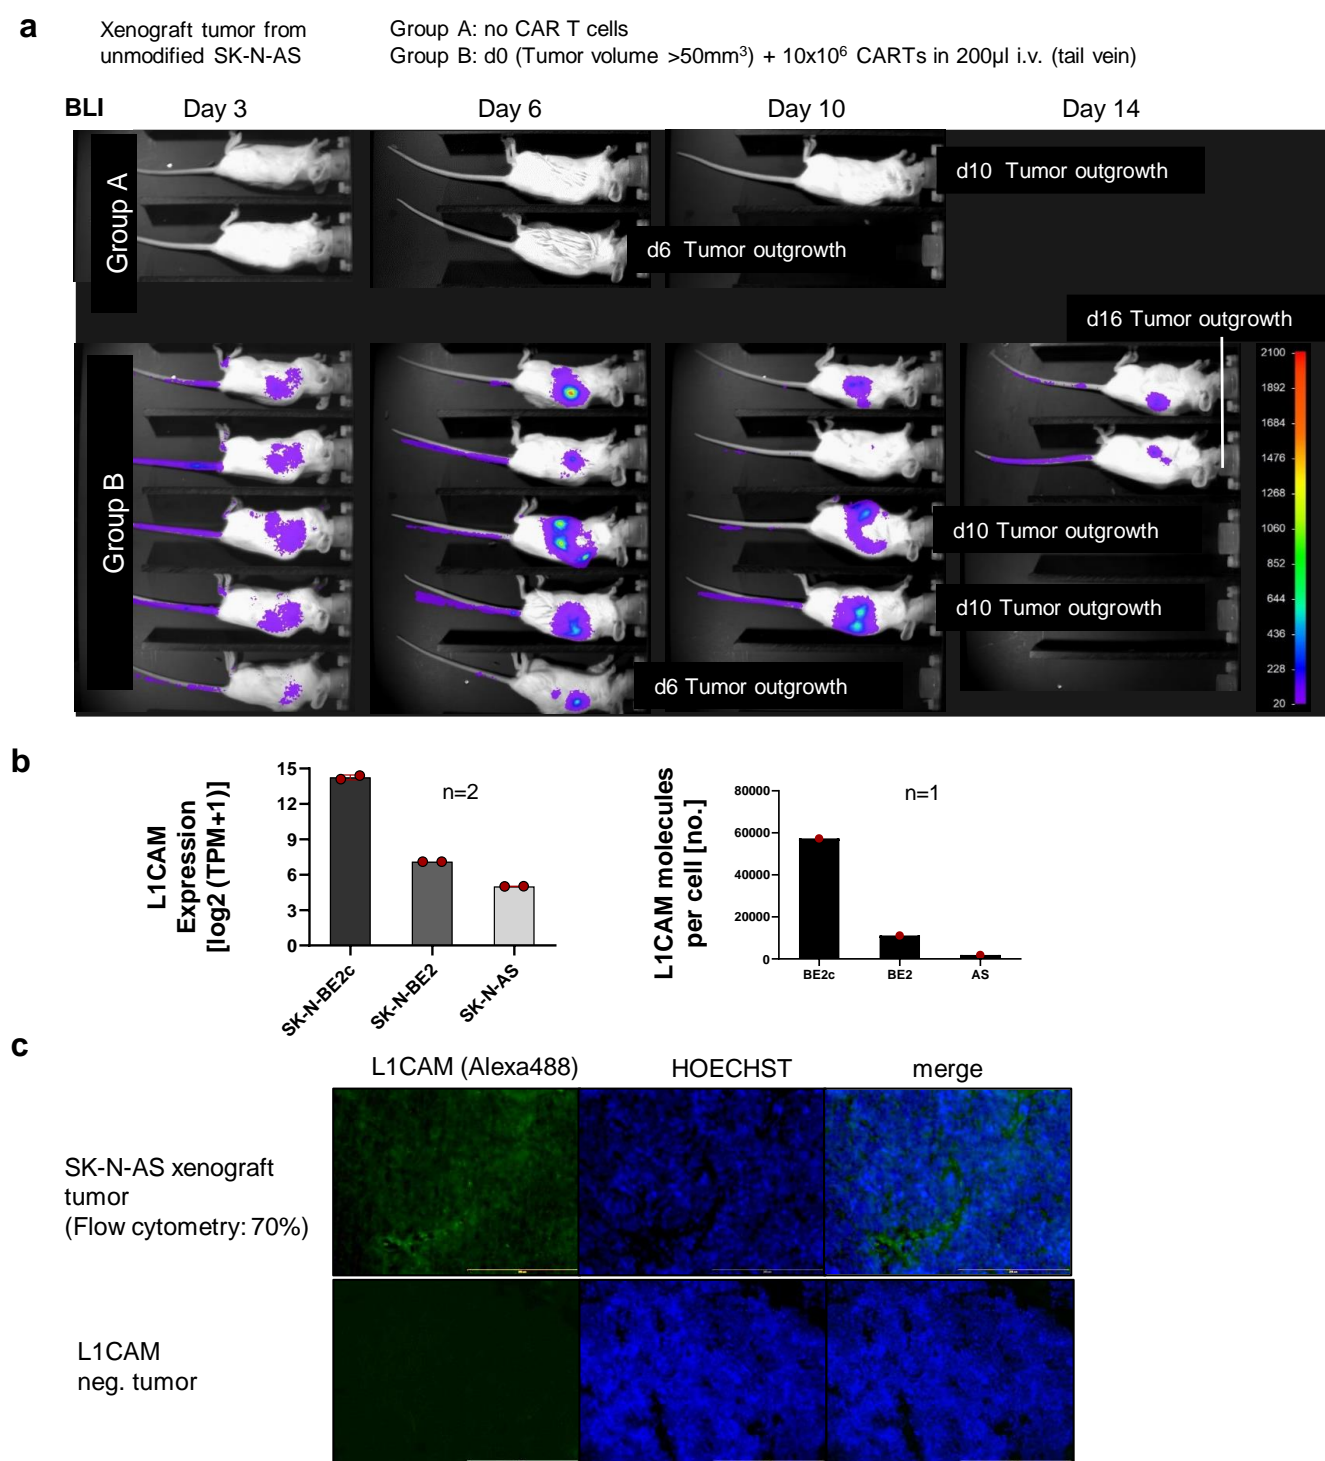 a
Xenograft tumor from
unmodified SK-N-AS
Group A: no CAR T cells
Group B: d0 (Tumor volume >50mm³) + 10x10⁶ CARTs in 200µl i.v. (tail vein)
BLI
Day 3
Day 6
Day 10
Day 14
Group A
d10 Tumor outgrowth
d6 Tumor outgrowth
d16 Tumor outgrowth
Group B
d10 Tumor outgrowth
d10 Tumor outgrowth
d6 Tumor outgrowth
2100
1892
1684
1476
1268
1060
852
644
436
228
20
b
L1CAM
Expression
[log2 (TPM+1)]
15
12
9
6
3
0
n=2
SK-N-BE2c
SK-N-BE2
SK-N-AS
L1CAM molecules
per cell [no.]
80000
60000
40000
20000
0
n=1
BE2c
BE2
AS
c
L1CAM (Alexa488)
HOECHST
merge
SK-N-AS xenograft
tumor
(Flow cytometry: 70%)
L1CAM
neg. tumor